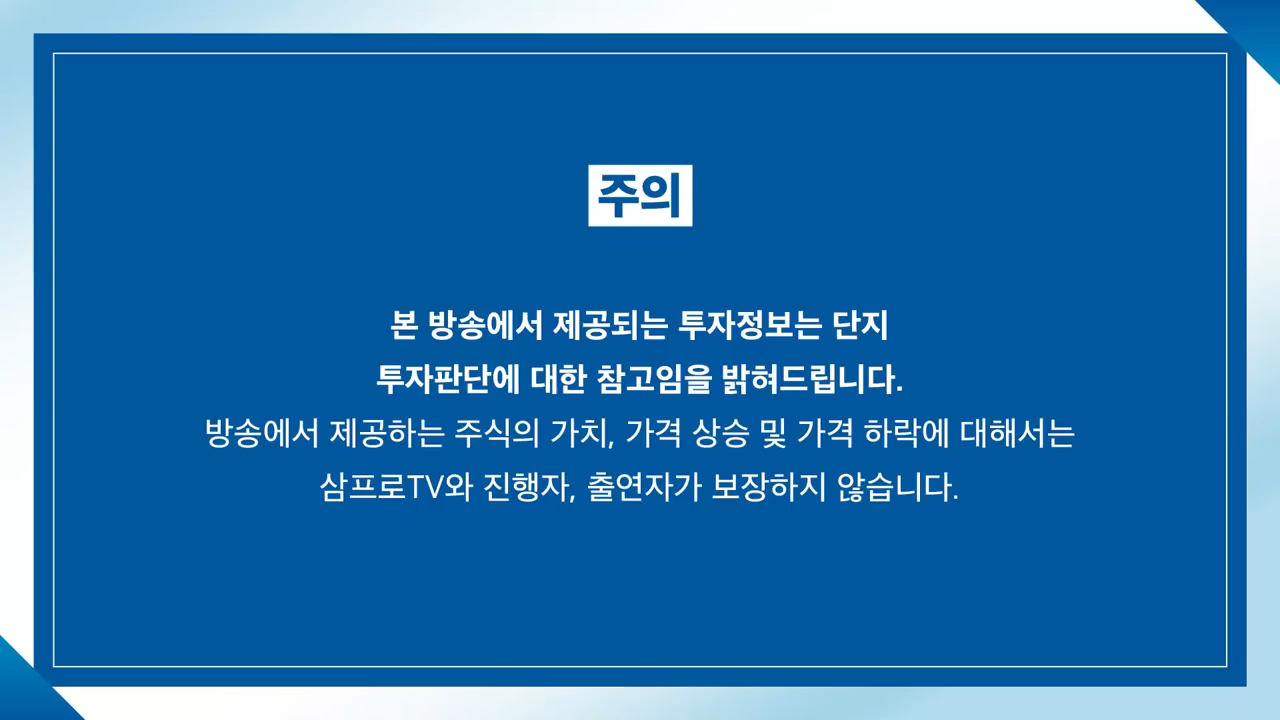 주의
본 방송에서 제공되는 투자정보는 단지
투자판단에 대한 참고임을 밝혀드립니다.
방송에서 제공하는 주식의 가치, 가격 상승 및 가격 하락에 대해서는
삼프로TV와 진행자, 출연자가 보장하지 않습니다.